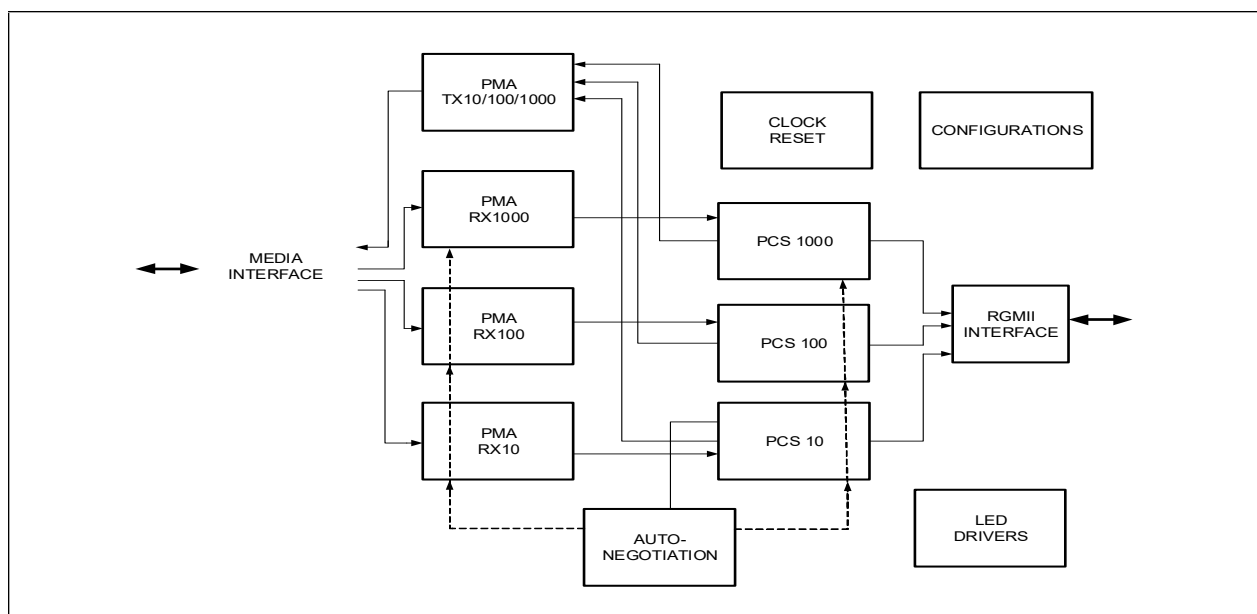 PMA
TX10/100/1000
CLOCK
RESET
CONFIGURATIONS
PMA
RX1000
PCS 1000
MEDIA
INTERFACE
PMA
RX100
PCS 100
RGMII
INTERFACE
PMA
RX10
PCS 10
AUTO-
NEGOTIATION
LED
DRIVERS